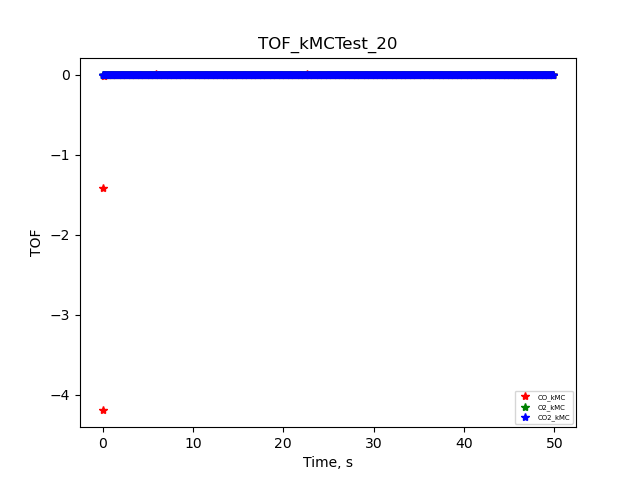 TOF_kMCTest_20
TOF
0
−1
−2
−3
−4
0 10 20 30 40 50
Time, s
CO_kMC
O2_kMC
CO2_kMC